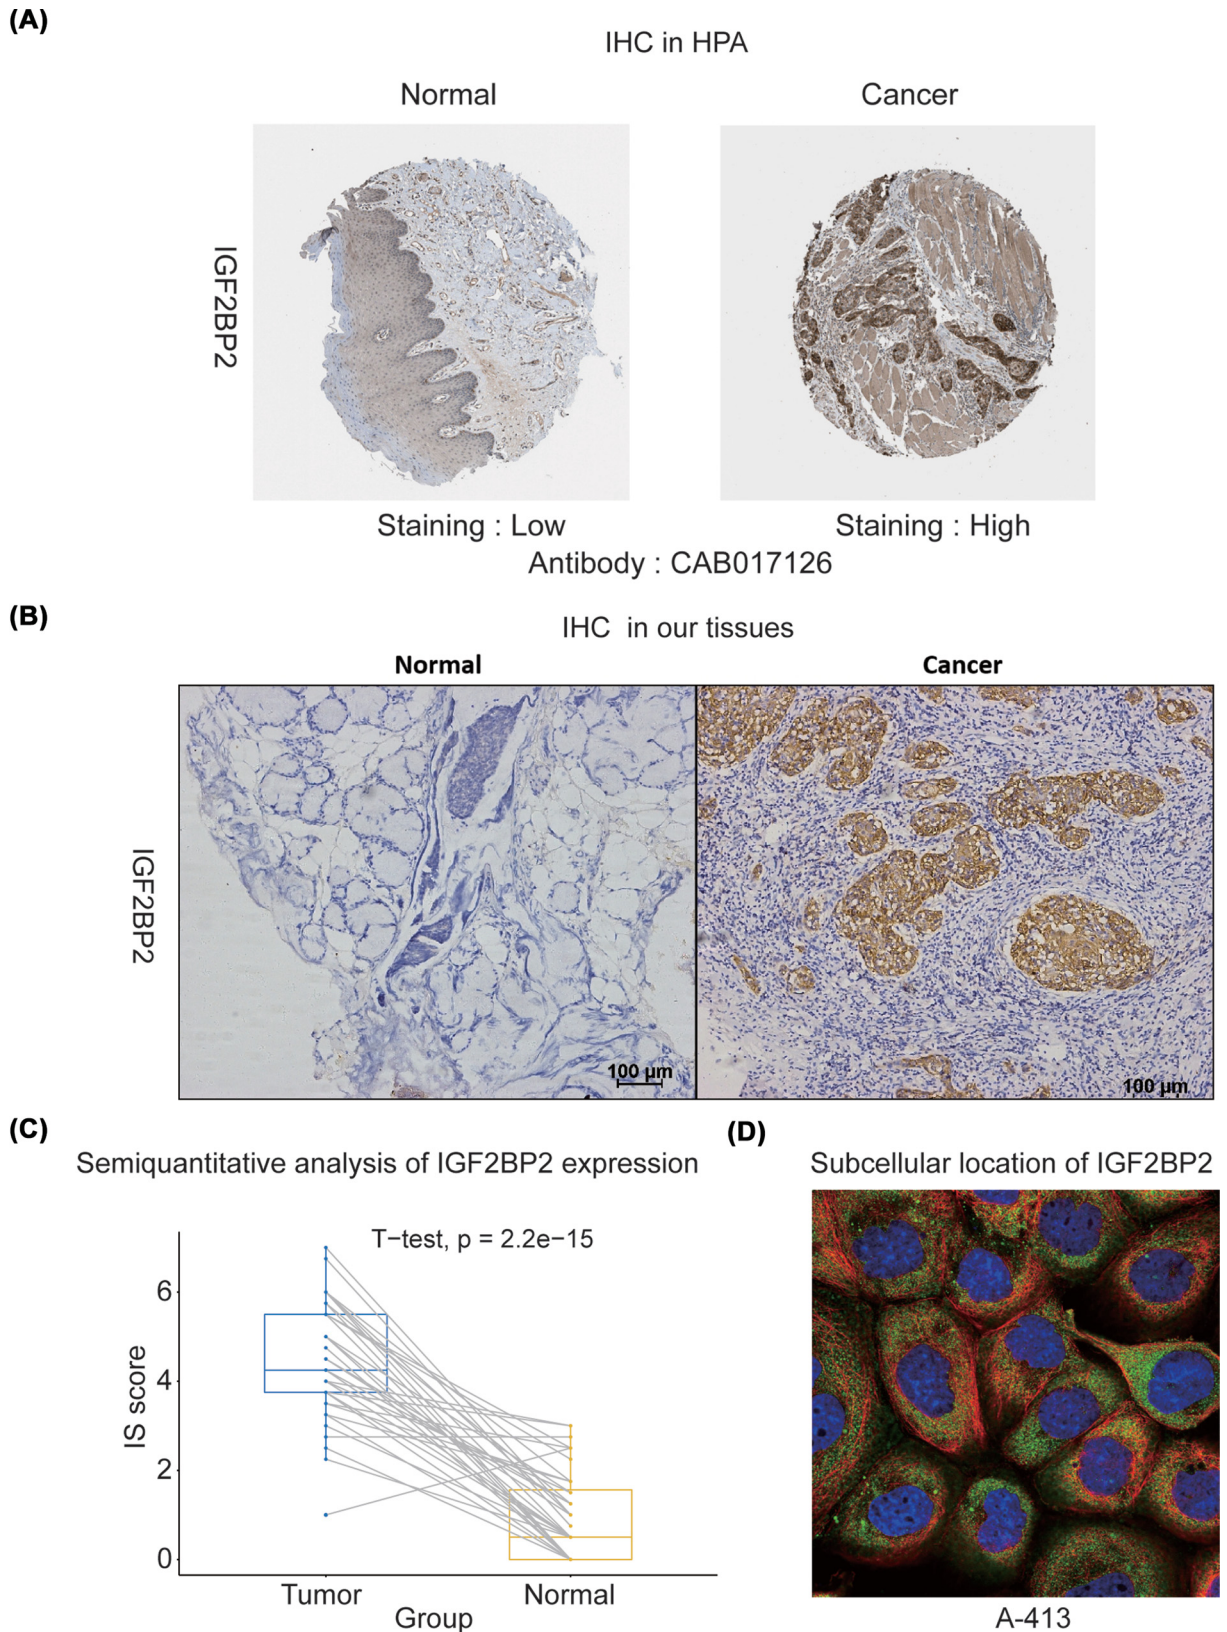 (A)
IHC in HPA
Normal
Cancer
IGF2BP2
Staining : Low
Staining : High
Antibody : CAB017126
(B)
IHC in our tissues
Normal
Cancer
IGF2BP2
100 µm
100 µm
(C)
Semiquantitative analysis of IGF2BP2 expression
T−test, p = 2.2e−15
IS score
6
4
2
0
Tumor
Normal
Group
(D)
Subcellular location of IGF2BP2
A-413